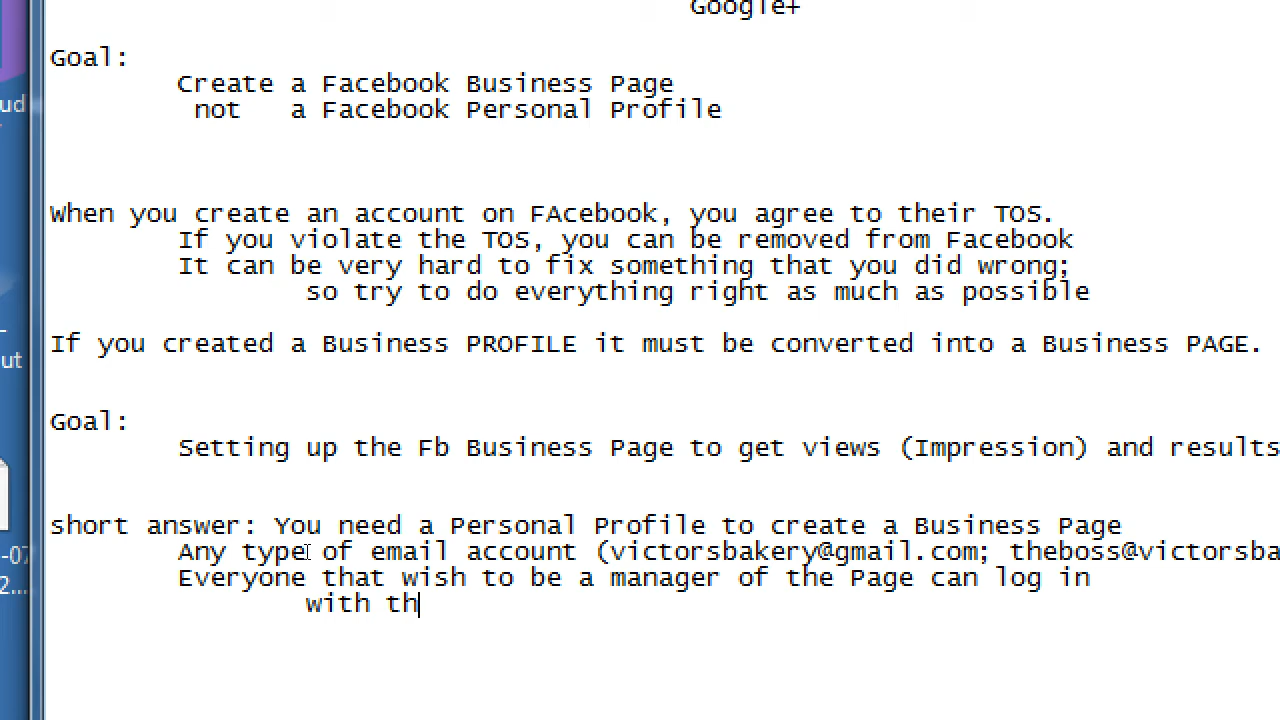 Google+
Goal:
Create a Facebook Business Page
not a Facebook Personal Profile
When you create an account on FAcebook, you agree to their TOS.
If you violate the TOS, you can be removed from Facebook
It can be very hard to fix something that you did wrong;
so try to do everything right as much as possible
If you created a Business PROFILE it must be converted into a Business PAGE.
Goal:
Setting up the Fb Business Page to get views (Impression) and results
short answer: You need a Personal Profile to create a Business Page
Any type of email account (victorsbakery@gmail.com; theboss@victorsba
Everyone that wish to be a manager of the Page can log in
with th
ud
ut
-07
2...